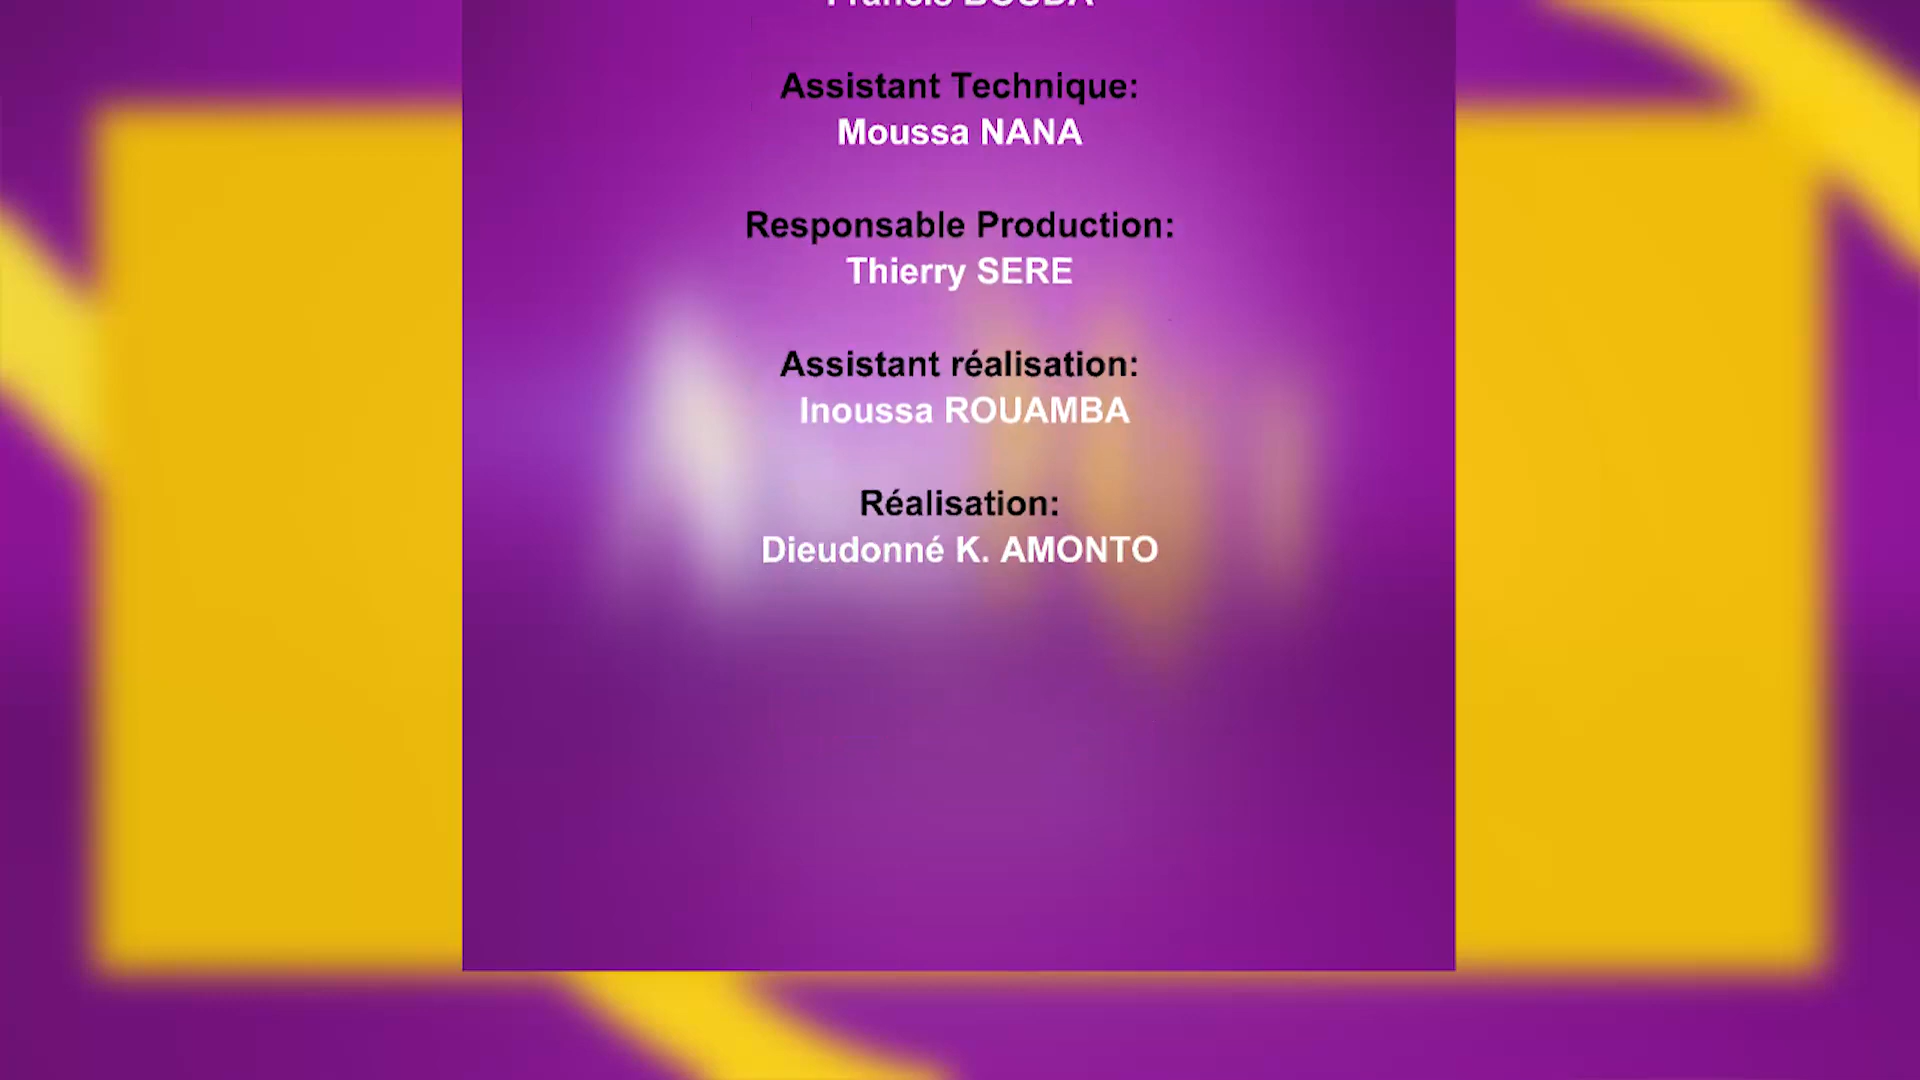 Assistant Technique:
Moussa NANA
Responsable Production:
Thierry SERE
Assistant réalisation:
Inoussa ROUAMBA
Réalisation:
Dieudonné K. AMONTO